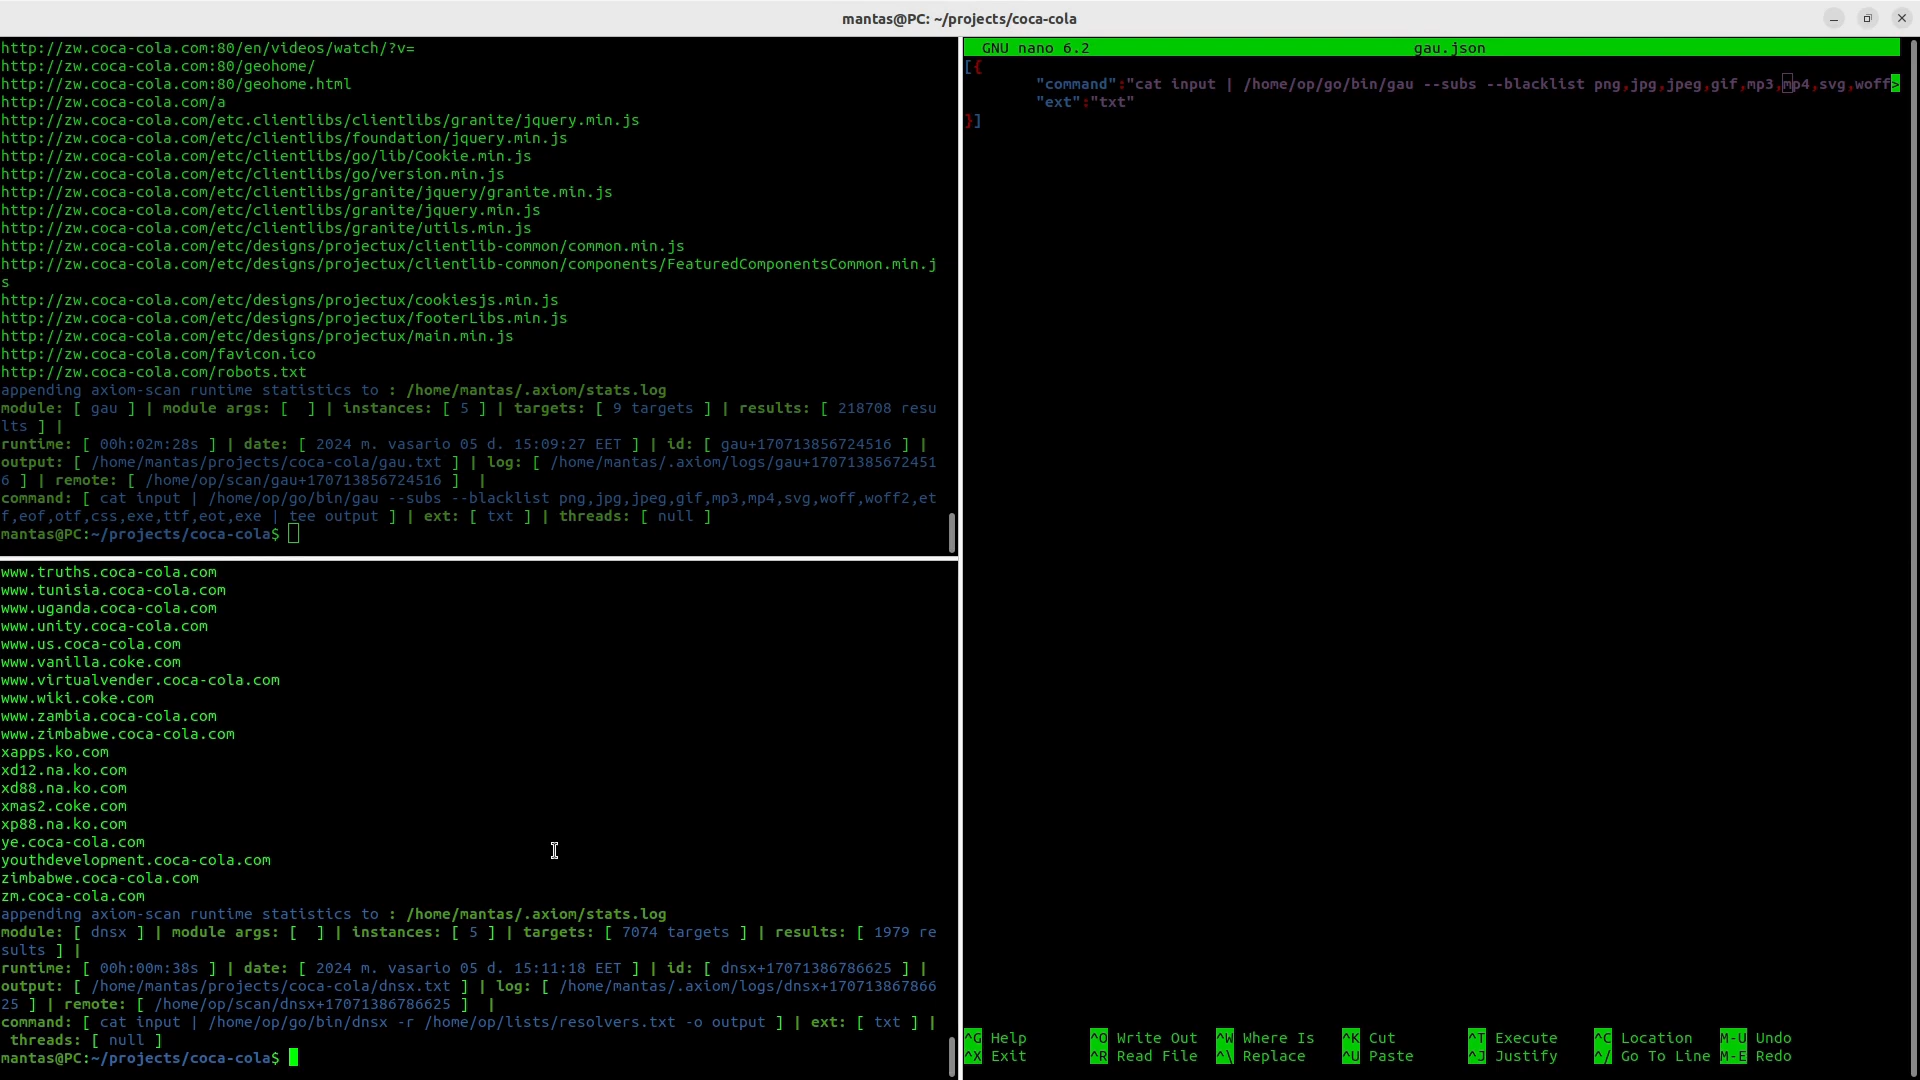 mantas@PC: ~/projects/coca-cola
http://zw.coca-cola.com:80/en/videos/watch/?v=
http://zw.coca-cola.com:80/geohome/
http://zw.coca-cola.com:80/geohome.html
http://zw.coca-cola.com/a
http://zw.coca-cola.com/etc.clientlibs/clientlibs/granite/jquery.min.js
http://zw.coca-cola.com/etc/clientlibs/foundation/jquery.min.js
http://zw.coca-cola.com/etc/clientlibs/go/lib/Cookie.min.js
http://zw.coca-cola.com/etc/clientlibs/go/version.min.js
http://zw.coca-cola.com/etc/clientlibs/granite/jquery/granite.min.js
http://zw.coca-cola.com/etc/clientlibs/granite/jquery.min.js
http://zw.coca-cola.com/etc/clientlibs/granite/utils.min.js
http://zw.coca-cola.com/etc/designs/projectux/clientlib-common/common.min.js
http://zw.coca-cola.com/etc/designs/projectux/clientlib-common/components/FeaturedComponentsCommon.min.j
s
http://zw.coca-cola.com/etc/designs/projectux/cookiesjs.min.js
http://zw.coca-cola.com/etc/designs/projectux/footerLibs.min.js
http://zw.coca-cola.com/etc/designs/projectux/main.min.js
http://zw.coca-cola.com/favicon.ico
http://zw.coca-cola.com/robots.txt
appending axiom-scan runtime statistics to : /home/mantas/.axiom/stats.log
module: [ gau ] | module args: [  ] | instances: [ 5 ] | targets: [ 9 targets ] | results: [ 218708 resu
lts ] |
runtime: [ 00h:02m:28s ] | date: [ 2024 m. vasario 05 d. 15:09:27 EET ] | id: [ gau+170713856724516 ] |
output: [ /home/mantas/projects/coca-cola/gau.txt ] | log: [ /home/mantas/.axiom/logs/gau+17071385672451
6 ] | remote: [ /home/op/scan/gau+170713856724516 ]  |
command: [ cat input | /home/op/go/bin/gau --subs --blacklist png,jpg,jpeg,gif,mp3,mp4,svg,woff,woff2,et
f,eof,otf,css,exe,ttf,eot,exe | tee output ] | ext: [ txt ] | threads: [ null ]
mantas@PC:~/projects/coca-cola$
www.truths.coca-cola.com
www.tunisia.coca-cola.com
www.uganda.coca-cola.com
www.unity.coca-cola.com
www.us.coca-cola.com
www.vanilla.coke.com
www.virtualvender.coca-cola.com
www.wiki.coke.com
www.zambia.coca-cola.com
www.zimbabwe.coca-cola.com
xapps.ko.com
xd12.na.ko.com
xd88.na.ko.com
xmas2.coke.com
xp88.na.ko.com
ye.coca-cola.com
youthdevelopment.coca-cola.com
zimbabwe.coca-cola.com
zm.coca-cola.com
appending axiom-scan runtime statistics to : /home/mantas/.axiom/stats.log
module: [ dnsx ] | module args: [  ] | instances: [ 5 ] | targets: [ 7074 targets ] | results: [ 1979 re
sults ] |
runtime: [ 00h:00m:38s ] | date: [ 2024 m. vasario 05 d. 15:11:18 EET ] | id: [ dnsx+17071386786625 ] |
output: [ /home/mantas/projects/coca-cola/dnsx.txt ] | log: [ /home/mantas/.axiom/logs/dnsx+170713867866
25 ] | remote: [ /home/op/scan/dnsx+17071386786625 ]  |
command: [ cat input | /home/op/go/bin/dnsx -r /home/op/lists/resolvers.txt -o output ] | ext: [ txt ] |
 threads: [ null ]
mantas@PC:~/projects/coca-cola$
GNU nano 6.2 gau.json
[{
"command":"cat input | /home/op/go/bin/gau --subs --blacklist png,jpg,jpeg,gif,mp3,mp4,svg,woff>
"ext":"txt"
}]
^G Help ^O Write Out ^W Where Is ^K Cut ^T Execute ^C Location M-U Undo
^X Exit ^R Read File ^\ Replace ^U Paste ^J Justify ^/ Go To Line M-E Redo